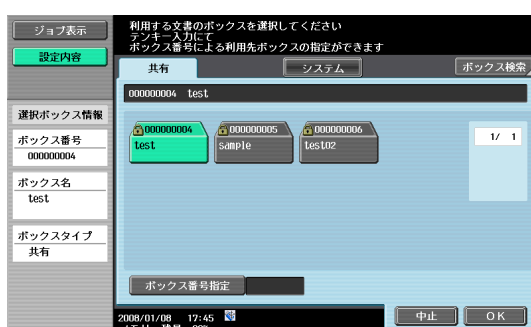 ジョブ表示
設定内容
選択ボックス情報
ボックス番号
000000004
ボックス名
test
ボックスタイプ
共有
利用する文書のボックスを選択してください
テンキー入力にて
ボックス番号による利用先ボックスの指定ができます
共有
システム
ボックス検索
000000004 test
000000004
test
000000005
sample
000000006
test02
1/ 1
ボックス番号指定
2008/01/08 17:45
中止
OK